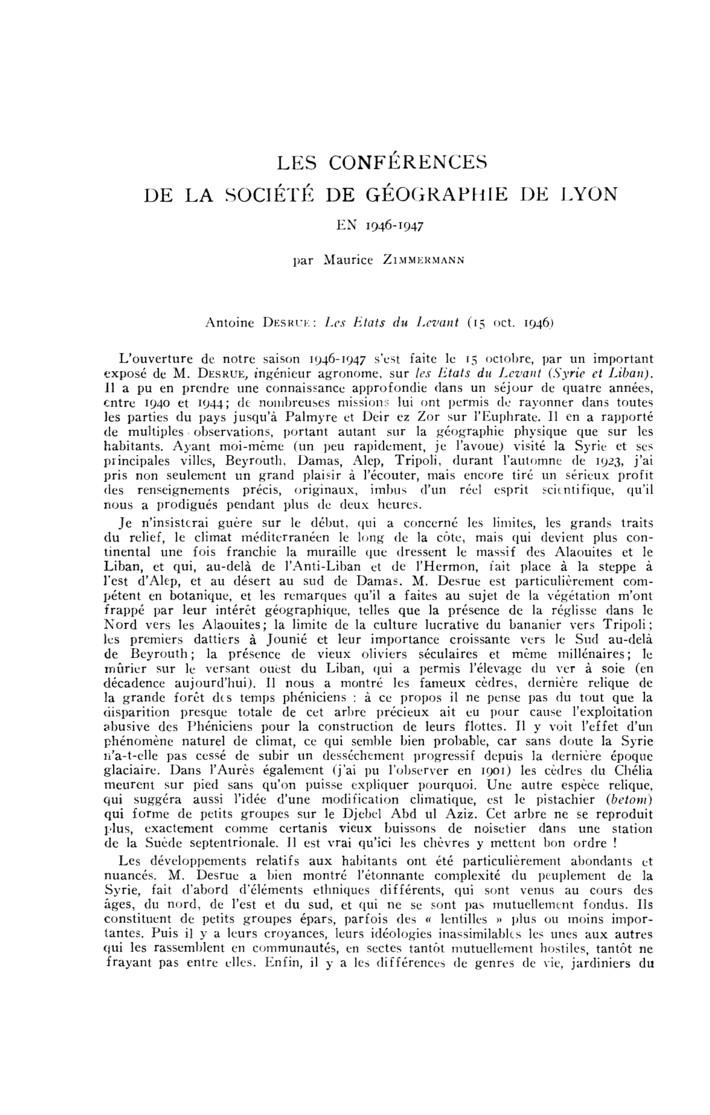 LES CONFÉRENCES
DE LA SOCIÉTÉ DE GÉOGRAPHIE DE LYON
EN 1946-1947
par Maurice ZIMMERMANN
Antoine DESRUE: Les Etats du Levant (15 oct. 1946)
L'ouverture de notre saison 1946-1947 s'est faite le 15 octobre, par un important
exposé de M. DESRUE, ingénieur agronome, sur les Etats du Levant (Syrie et Liban).
Il a pu en prendre une connaissance approfondie dans un séjour de quatre années,
entre 1940 et 1944; de nombreuses missions lui ont permis de rayonner dans toutes
les parties du pays jusqu'à Palmyre et Deir ez Zor sur l'Euphrate. Il en a rapporté
de multiples observations, portant autant sur la géographie physique que sur les
habitants. Ayant moi-même (un peu rapidement, je l'avoue) visité la Syrie et ses
principales villes, Beyrouth, Damas, Alep, Tripoli, durant l'automne de 1923, j'ai
pris non seulement un grand plaisir à l'écouter, mais encore tiré un sérieux profit
des renseignements précis, originaux, imbus d'un réel esprit scientifique, qu'il
nous a prodigués pendant plus de deux heures.
Je n'insisterai guère sur le début, qui a concerné les limites, les grands traits
du relief, le climat méditerranéen le long de la côte, mais qui devient plus con-
tinental une fois franchie la muraille que dressent le massif des Alaouites et le
Liban, et qui, au-delà de l'Anti-Liban et de l'Hermon, fait place à la steppe à
l'est d'Alep, et au désert au sud de Damas. M. Desrue est particulièrement com-
pétent en botanique, et les remarques qu'il a faites au sujet de la végétation m'ont
frappé par leur intérêt géographique, telles que la présence de la réglisse dans le
Nord vers les Alaouites; la limite de la culture lucrative du bananier vers Tripoli;
les premiers dattiers à Jounié et leur importance croissante vers le Sud au-delà
de Beyrouth; la présence de vieux oliviers séculaires et même millénaires; le
mûrier sur le versant ouest du Liban, qui a permis l'élevage du ver à soie (en
décadence aujourd'hui). Il nous a montré les fameux cèdres, dernière relique de
la grande forêt des temps phéniciens : à ce propos il ne pense pas du tout que la
disparition presque totale de cet arbre précieux ait eu pour cause l'exploitation
abusive des Phéniciens pour la construction de leurs flottes. Il y voit l'effet d'un
phénomène naturel de climat, ce qui semble bien probable, car sans doute la Syrie
n'a-t-elle pas cessé de subir un desséchement progressif depuis la dernière époque
glaciaire. Dans l'Aurès également (j'ai pu l'observer en 1901) les cèdres du Chélia
meurent sur pied sans qu'on puisse expliquer pourquoi. Une autre espèce relique,
qui suggéra aussi l'idée d'une modification climatique, est le pistachier (betom)
qui forme de petits groupes sur le Djebel Abd ul Aziz. Cet arbre ne se reproduit
plus, exactement comme certanis vieux buissons de noisetier dans une station
de la Suède septentrionale. Il est vrai qu'ici les chèvres y mettent bon ordre !
Les développements relatifs aux habitants ont été particulièrement abondants et
nuancés. M. Desrue a bien montré l'étonnante complexité du peuplement de la
Syrie, fait d'abord d'éléments ethniques différents, qui sont venus au cours des
âges, du nord, de l'est et du sud, et qui ne se sont pas mutuellement fondus. Ils
constituent de petits groupes épars, parfois des « lentilles » plus ou moins impor-
tantes. Puis il y a leurs croyances, leurs idéologies inassimilables les unes aux autres
qui les rassemblent en communautés, en sectes tantôt mutuellement hostiles, tantôt ne
frayant pas entre elles. Enfin, il y a les différences de genres de vie, jardiniers du